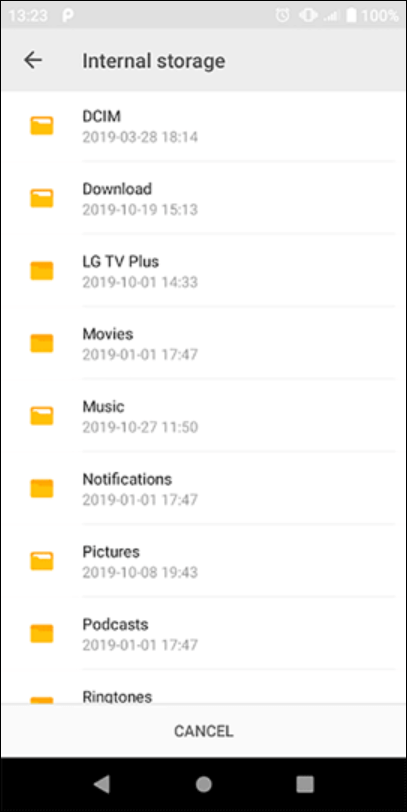 13:23 100%
Internal storage
DCIM
2019-03-28 18:14
Download
2019-10-19 15:13
LG TV Plus
2019-10-01 14:33
Movies
2019-01-01 17:47
Music
2019-10-27 11:50
Notifications
2019-01-01 17:47
Pictures
2019-10-08 19:43
Podcasts
2019-01-01 17:47
Ringtones
CANCEL